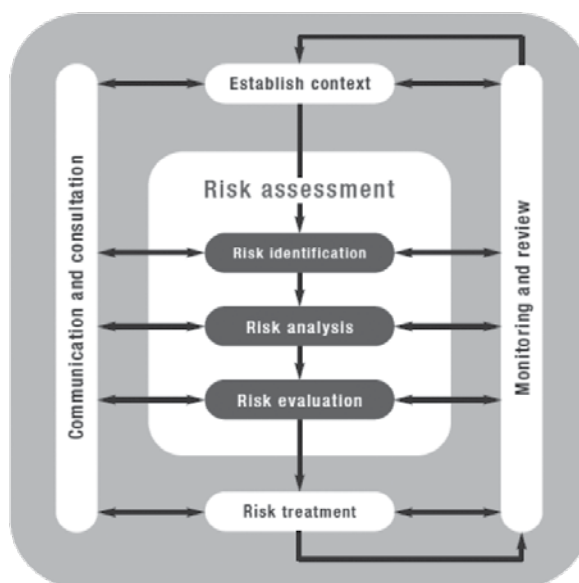 Establish context
Communication and consultation
Risk assessment
Risk identification
Risk analysis
Risk evaluation
Risk treatment
Monitoring and review